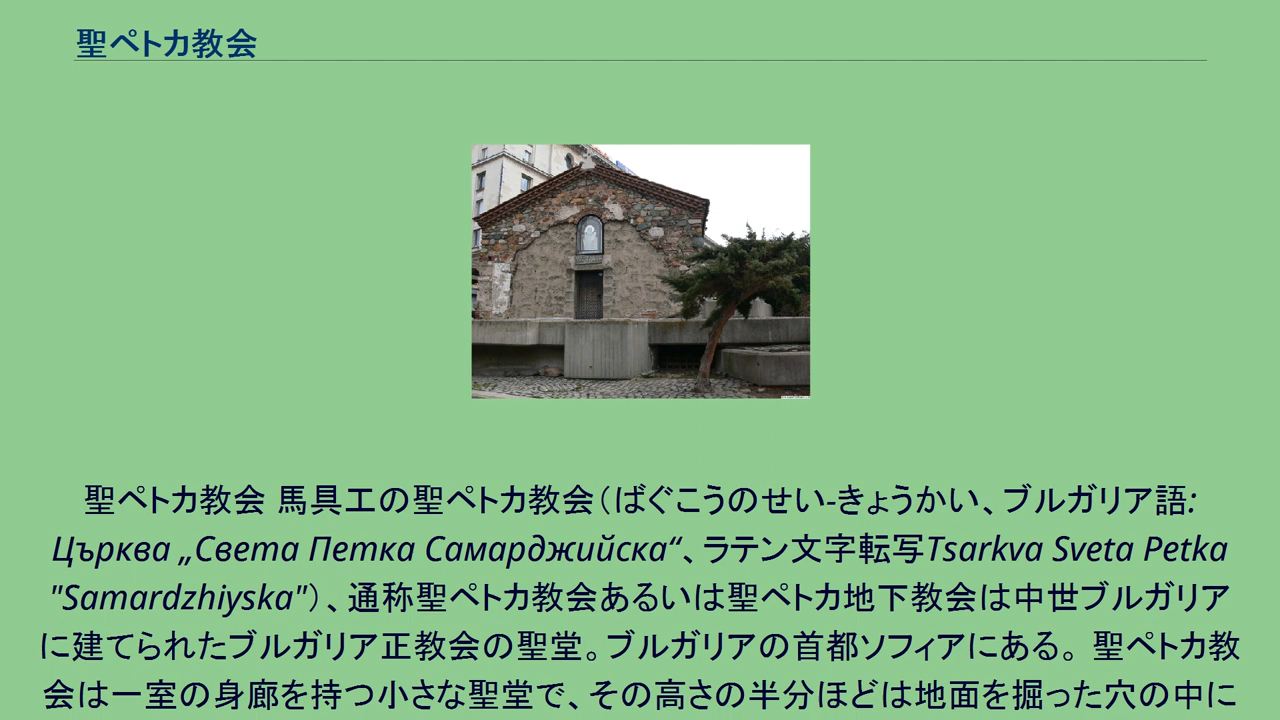 聖ペトカ教会
聖ペトカ教会 馬具工の聖ペトカ教会（ばぐこうのせい-きょうかい、ブルガリア語:
Църква „Света Петка Самарджийска“、ラテン文字転写Tsarkva Sveta Petka
"Samardzhiyska"）、通称聖ペトカ教会あるいは聖ペトカ地下教会は中世ブルガリア
に建てられたブルガリア正教会の聖堂。ブルガリアの首都ソフィアにある。 聖ペトカ教
会は一室の身廊を持つ小さな聖堂で、その高さの半分ほどは地面を掘った穴の中に